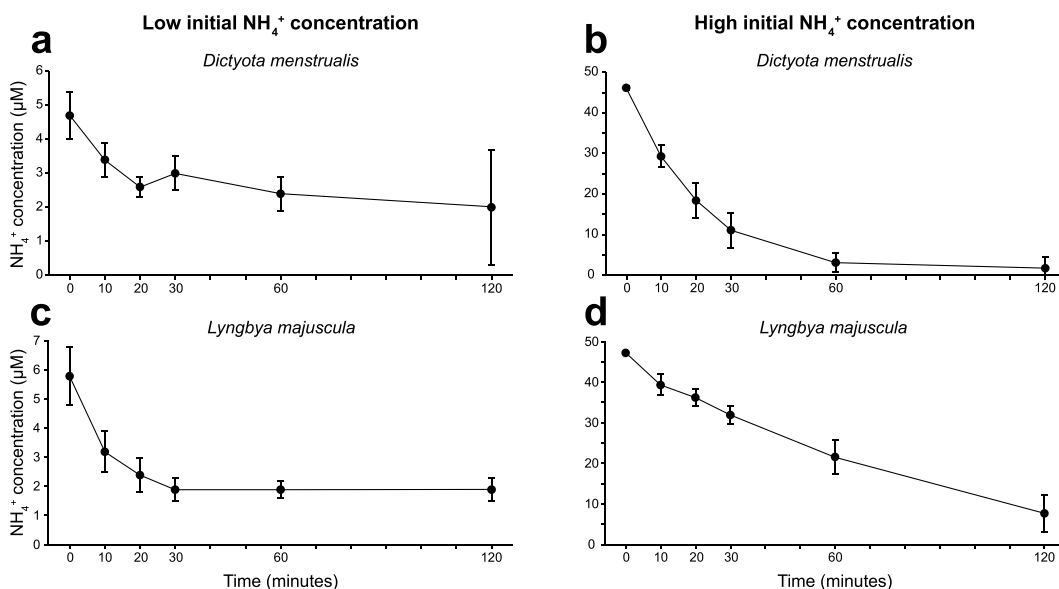 Low initial NH₄⁺ concentration
High initial NH₄⁺ concentration
a
Dictyota menstrualis
NH₄⁺ concentration (µM)
6
5
4
3
2
1
0
0 10 20 30 60 120
b
Dictyota menstrualis
50
40
30
20
10
0
0 10 20 30 60 120
c
Lyngbya majuscula
NH₄⁺ concentration (µM)
7
6
5
4
3
2
1
0
0 10 20 30 60 120
Time (minutes)
d
Lyngbya majuscula
50
40
30
20
10
0
0 10 20 30 60 120
Time (minutes)